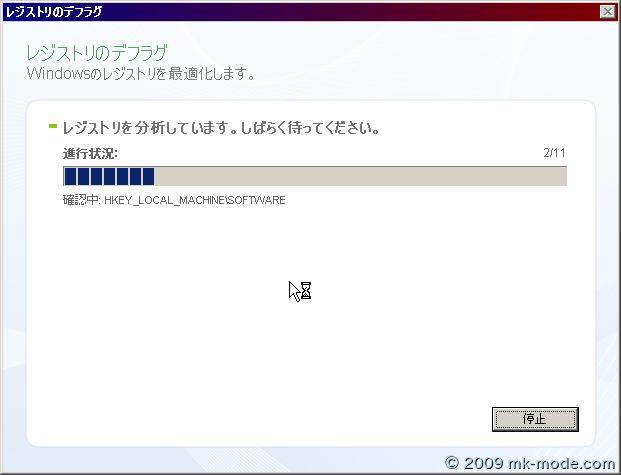 レジストリのデフラグ
レジストリのデフラグ
Windowsのレジストリを最適化します。
レジストリを分析しています。しばらく待ってください。
進行状況:
2/11
確認中: HKEY_LOCAL_MACHINE\SOFTWARE
停止
© 2009 mk-mode.com